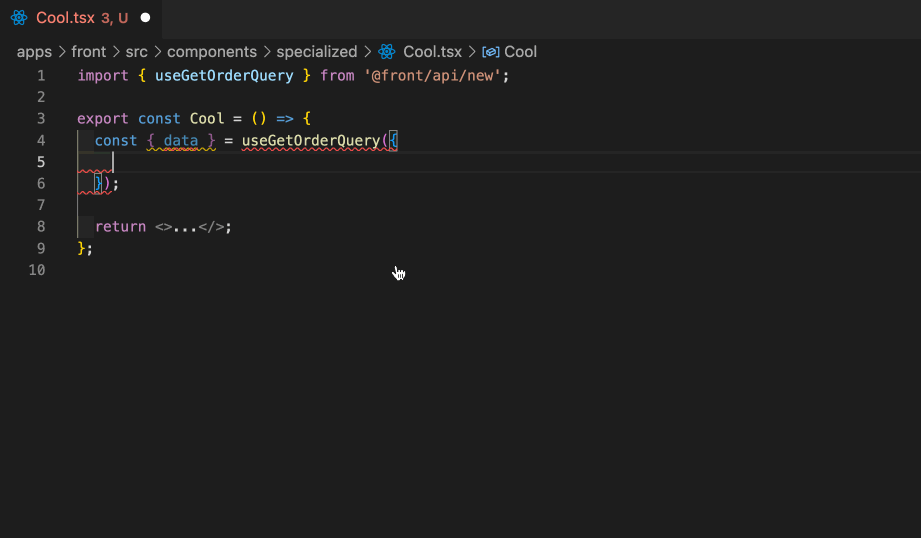 Cool.tsx 3, U
apps > front > src > components > specialized > Cool.tsx > Cool
1 import { useGetOrderQuery } from '@front/api/new';
2
3 export const Cool = () => {
4 const { data } = useGetOrderQuery({
5
6 });
7
8 return <>...</>;
9 };
10